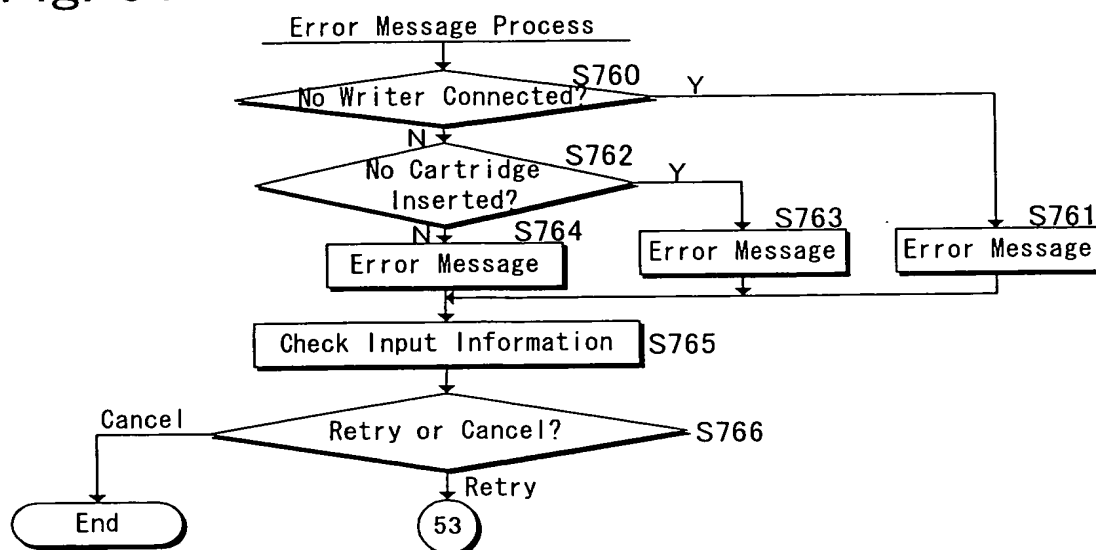 Error Message Process
S760
No Writer Connected?
Y
N
S762
No Cartridge
Inserted?
Y
N
S764
Error Message
S763
Error Message
S761
Error Message
Check Input Information
S765
Cancel
Retry or Cancel?
S766
Retry
End
53